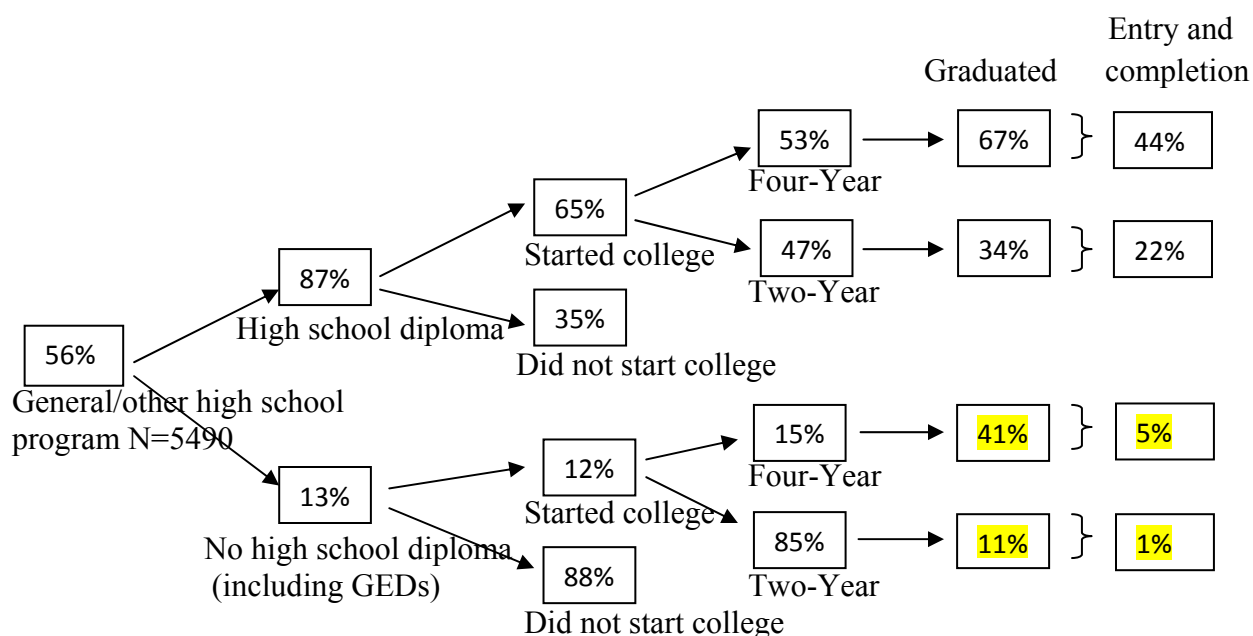 Entry and
Graduated completion
53% 67% 44%
Four-Year
65%
Started college
47% 34% 22%
Two-Year
87%
High school diploma
35%
Did not start college
56%
General/other high school
program N=5490
15% 41% 5%
Four-Year
12%
Started college
13%
85% 11% 1%
Two-Year
No high school diploma
(including GEDs)
88%
Did not start college